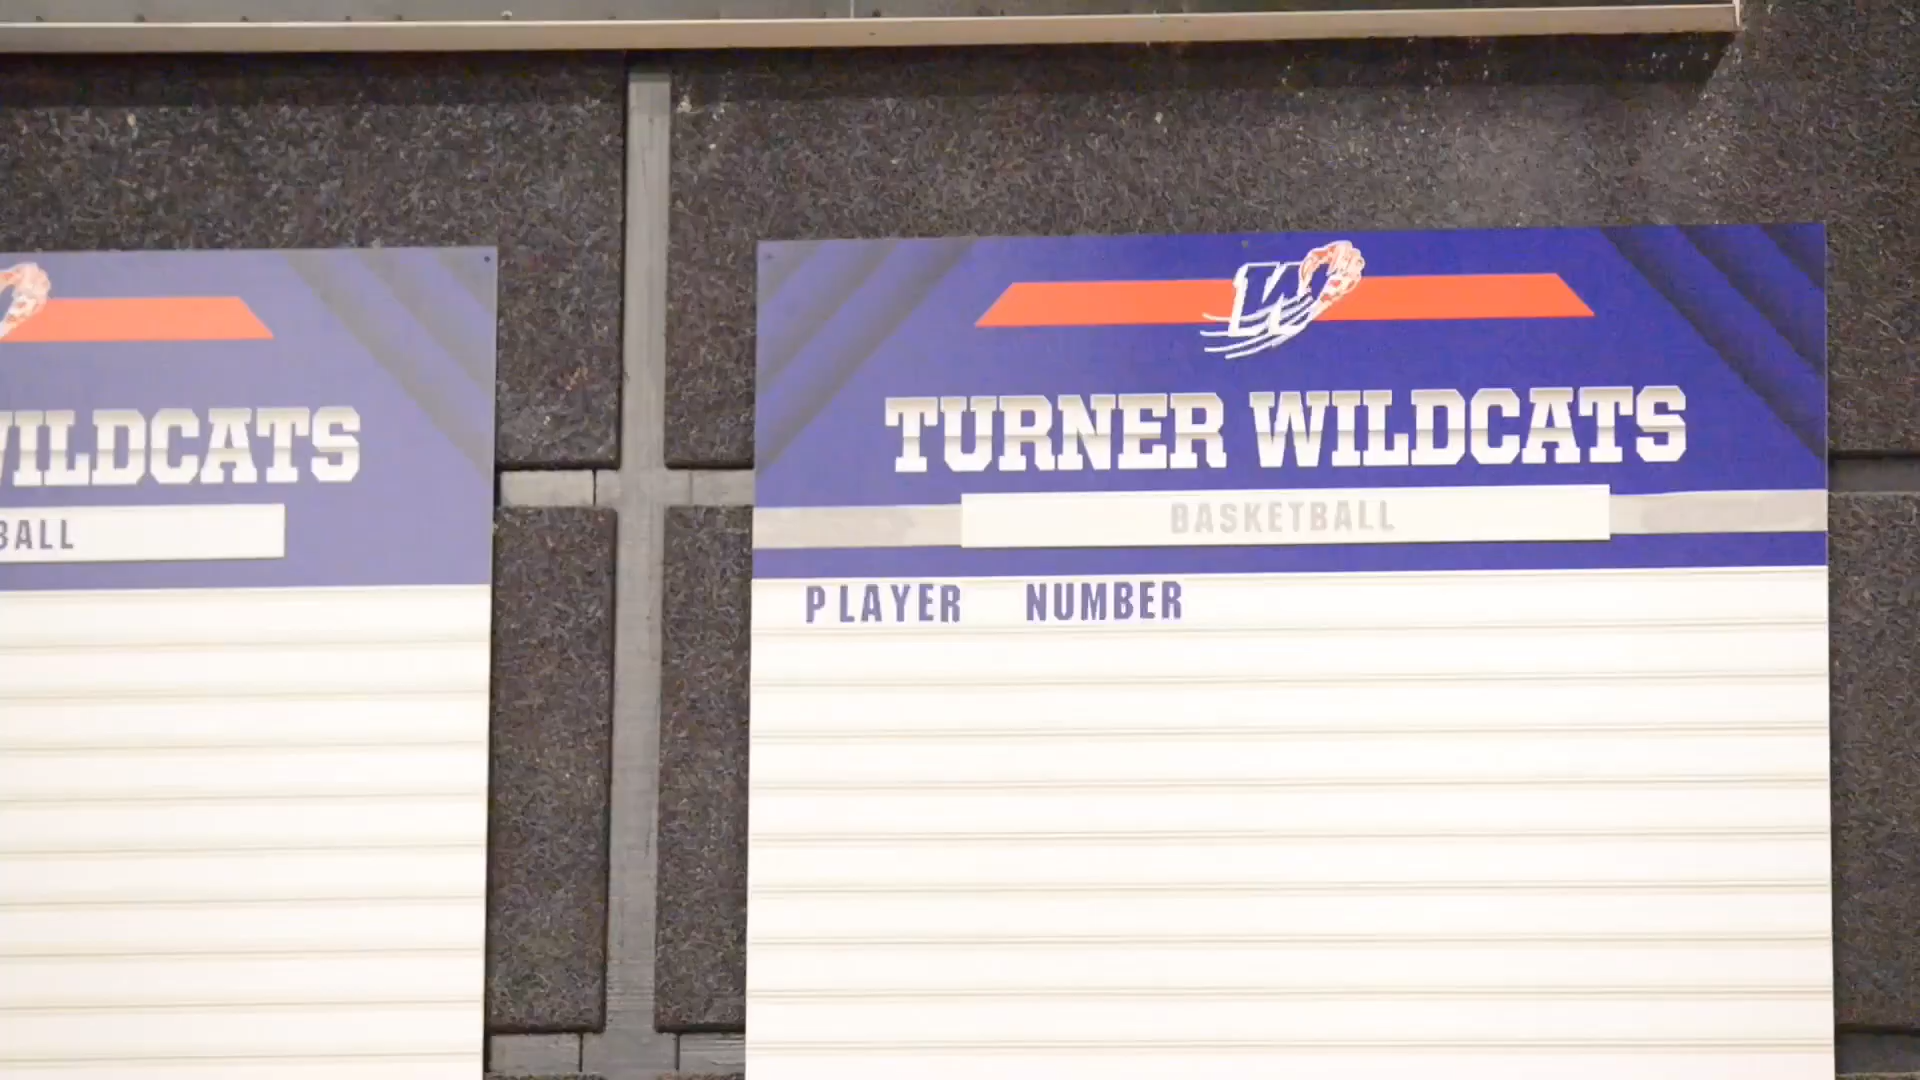 WILDCATS
BALL
W
TURNER WILDCATS
BASKETBALL
PLAYER NUMBER